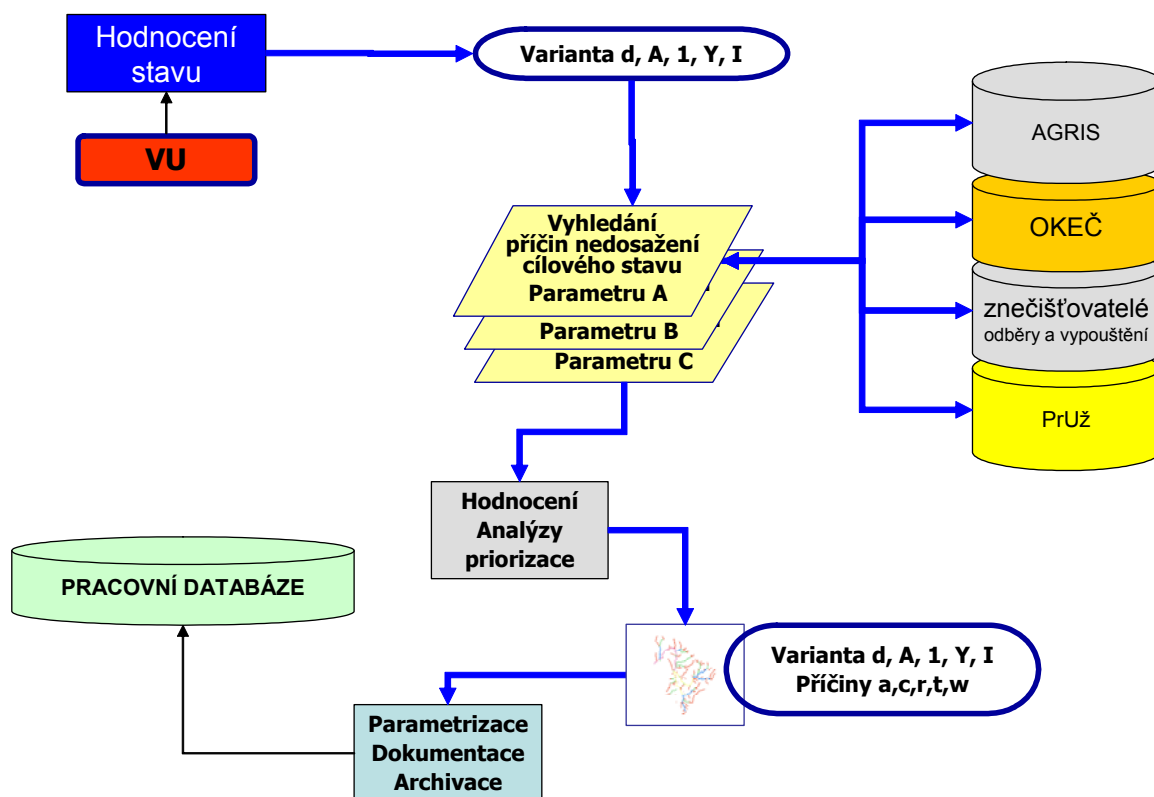 Hodnocení
stavu
VU
Varianta d, A, 1, Y, I
Vyhledání
příčin nedosažení
cílového stavu
Parametru A
Parametru B
Parametru C
AGRIS
OKEČ
znečišťovatelé
odběry a vypouštění
PrUž
Hodnocení
Analýzy
priorizace
PRACOVNÍ DATABÁZE
Varianta d, A, 1, Y, I
Příčiny a,c,r,t,w
Parametrizace
Dokumentace
Archivace